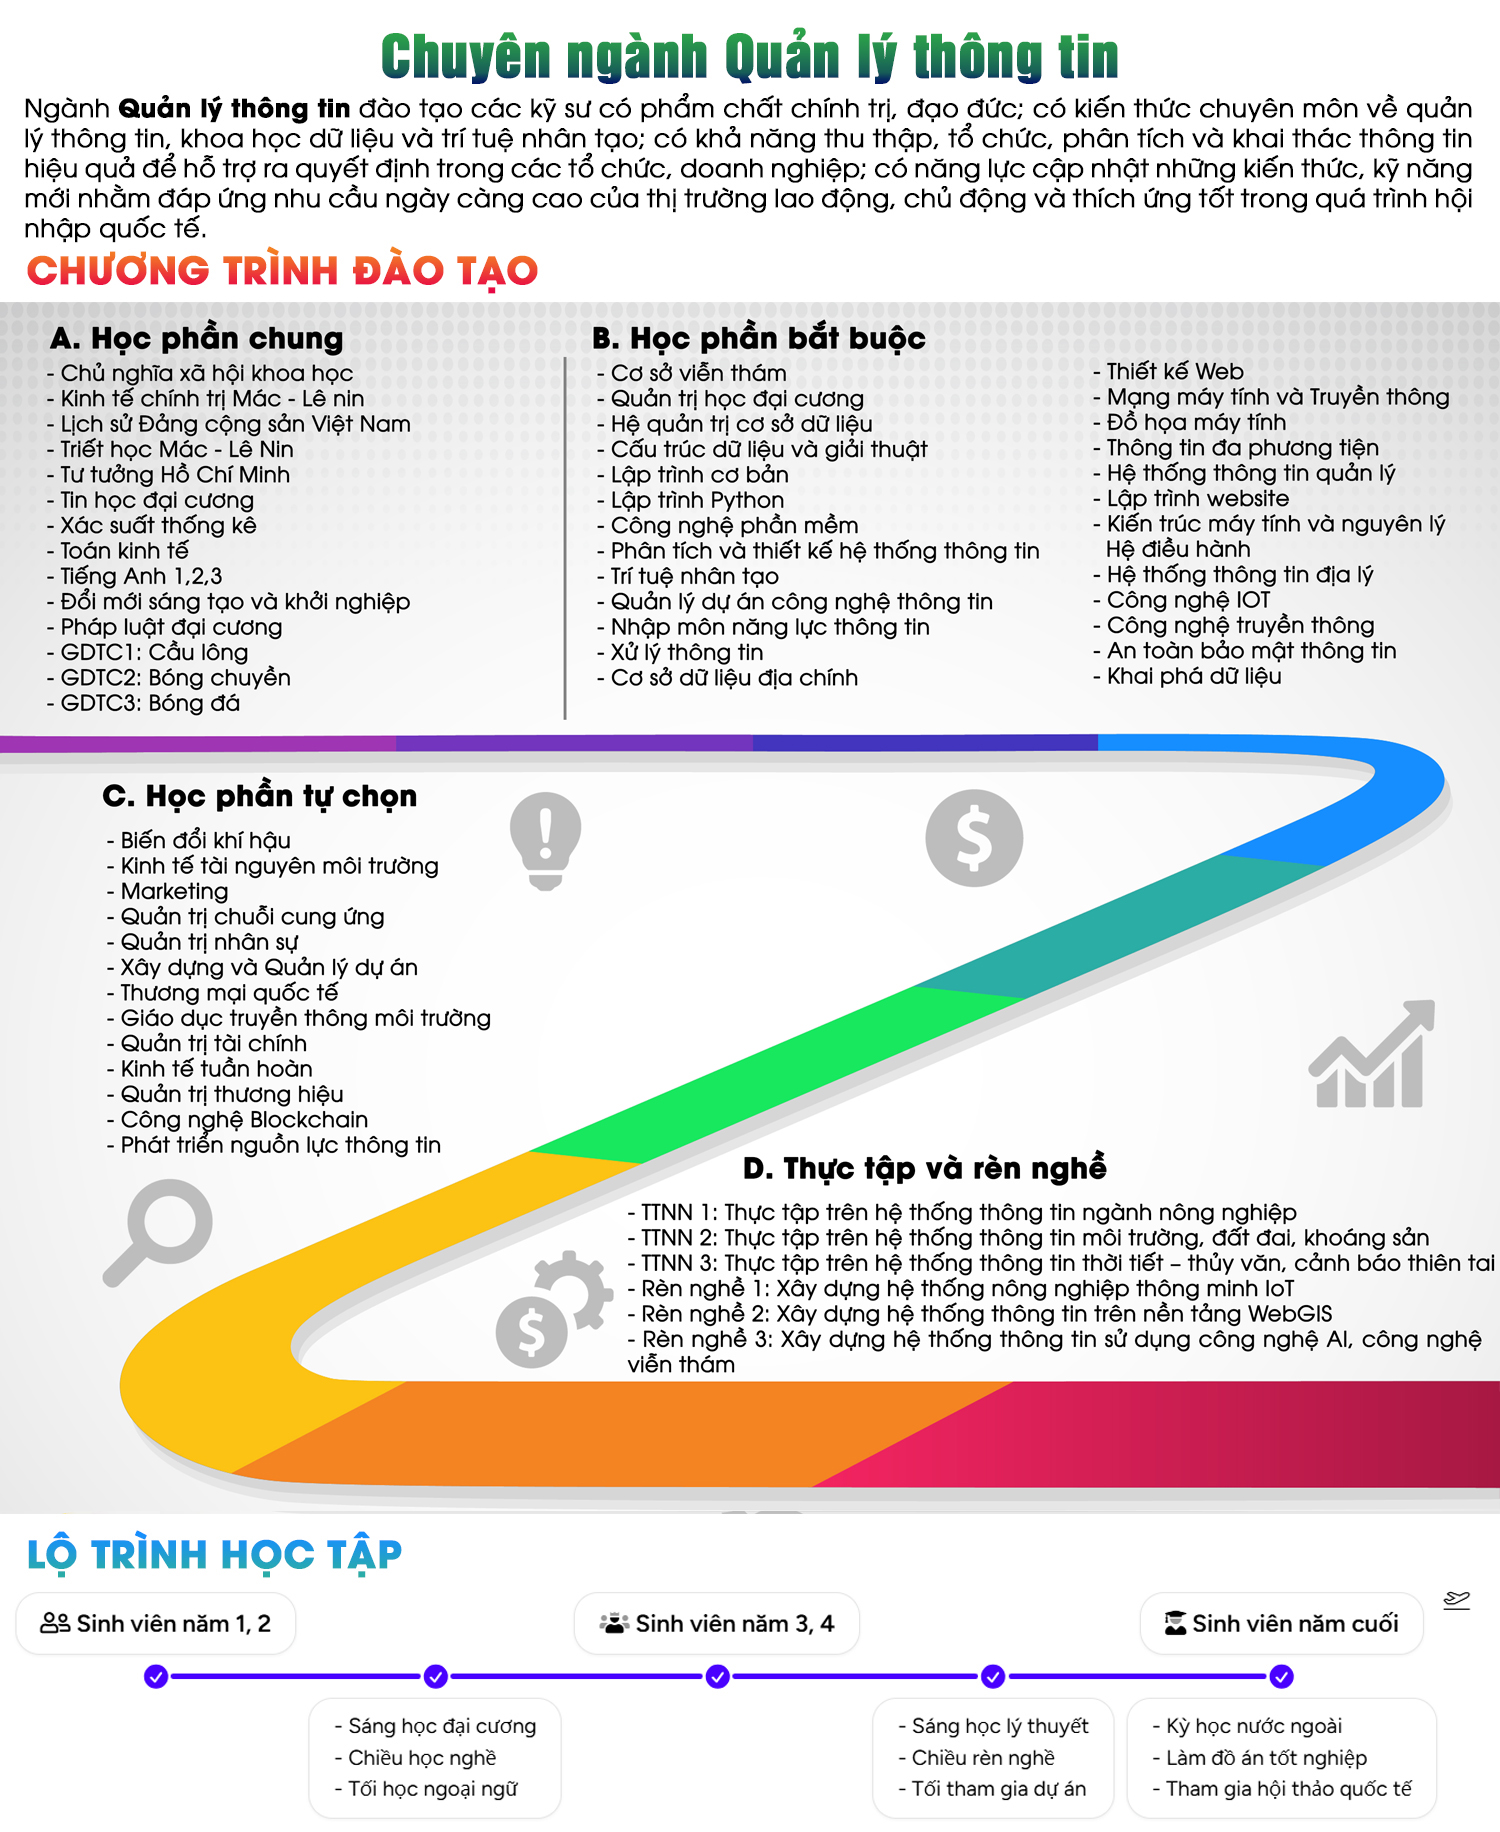 Chuyên ngành Quản lý thông tin
Ngành Quản lý thông tin đào tạo các kỹ sư có phẩm chất chính trị, đạo đức; có kiến thức chuyên môn về quản
lý thông tin, khoa học dữ liệu và trí tuệ nhân tạo; có khả năng thu thập, tổ chức, phân tích và khai thác thông tin
hiệu quả để hỗ trợ ra quyết định trong các tổ chức, doanh nghiệp; có năng lực cập nhật những kiến thức, kỹ năng
mới nhằm đáp ứng nhu cầu ngày càng cao của thị trường lao động, chủ động và thích ứng tốt trong quá trình hội
nhập quốc tế.
CHƯƠNG TRÌNH ĐÀO TẠO
A. Học phần chung
- Chủ nghĩa xã hội khoa học
- Kinh tế chính trị Mác - Lê nin
- Lịch sử Đảng cộng sản Việt Nam
- Triết học Mác - Lê Nin
- Tư tưởng Hồ Chí Minh
- Tin học đại cương
- Xác suất thống kê
- Toán kinh tế
- Tiếng Anh 1,2,3
- Đổi mới sáng tạo và khởi nghiệp
- Pháp luật đại cương
- GDTC1: Cầu lông
- GDTC2: Bóng chuyền
- GDTC3: Bóng đá
B. Học phần bắt buộc
- Cơ sở viễn thám
- Quản trị học đại cương
- Hệ quản trị cơ sở dữ liệu
- Cấu trúc dữ liệu và giải thuật
- Lập trình cơ bản
- Lập trình Python
- Công nghệ phần mềm
- Phân tích và thiết kế hệ thống thông tin
- Trí tuệ nhân tạo
- Quản lý dự án công nghệ thông tin
- Nhập môn năng lực thông tin
- Xử lý thông tin
- Cơ sở dữ liệu địa chính
- Thiết kế Web
- Mạng máy tính và Truyền thông
- Đồ họa máy tính
- Thông tin đa phương tiện
- Hệ thống thông tin quản lý
- Lập trình website
- Kiến trúc máy tính và nguyên lý
Hệ điều hành
- Hệ thống thông tin địa lý
- Công nghệ IOT
- Công nghệ truyền thông
- An toàn bảo mật thông tin
- Khai phá dữ liệu
C. Học phần tự chọn
- Biến đổi khí hậu
- Kinh tế tài nguyên môi trường
- Marketing
- Quản trị chuỗi cung ứng
- Quản trị nhân sự
- Xây dựng và Quản lý dự án
- Thương mại quốc tế
- Giáo dục truyền thông môi trường
- Quản trị tài chính
- Kinh tế tuần hoàn
- Quản trị thương hiệu
- Công nghệ Blockchain
- Phát triển nguồn lực thông tin
D. Thực tập và rèn nghề
- TTNN 1: Thực tập trên hệ thống thông tin ngành nông nghiệp
- TTNN 2: Thực tập trên hệ thống thông tin môi trường, đất đai, khoáng sản
- TTNN 3: Thực tập trên hệ thống thông tin thời tiết – thủy văn, cảnh báo thiên tai
- Rèn nghề 1: Xây dựng hệ thống nông nghiệp thông minh IoT
- Rèn nghề 2: Xây dựng hệ thống thông tin trên nền tảng WebGIS
- Rèn nghề 3: Xây dựng hệ thống thông tin sử dụng công nghệ AI, công nghệ
viễn thám
LỘ TRÌNH HỌC TẬP
Sinh viên năm 1, 2
Sinh viên năm 3, 4
Sinh viên năm cuối
- Sáng học đại cương
- Chiều học nghề
- Tối học ngoại ngữ
- Sáng học lý thuyết
- Chiều rèn nghề
- Tối tham gia dự án
- Kỳ học nước ngoài
- Làm đồ án tốt nghiệp
- Tham gia hội thảo quốc tế